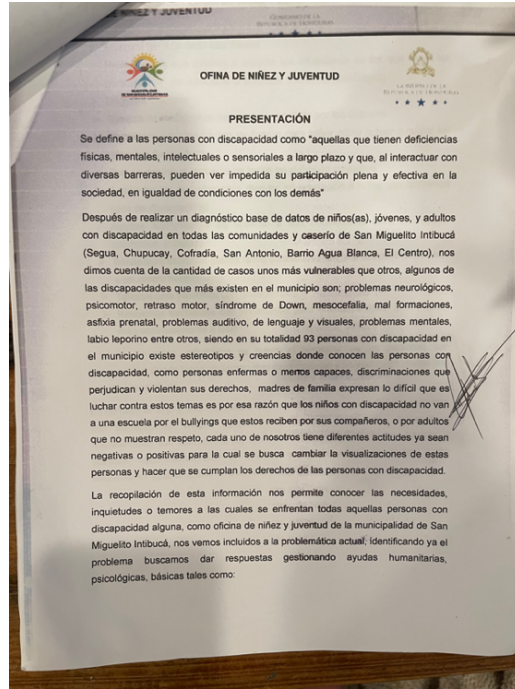 NIÑEZ Y JUVENTUD
OFINA DE NIÑEZ Y JUVENTUD
PRESENTACIÓN
Se define a las personas con discapacidad como "aquellas que tienen deficiencias
físicas, mentales, intelectuales o sensoriales a largo plazo y que, al interactuar con
diversas barreras, pueden ver impedida su participación plena y efectiva en la
sociedad, en igualdad de condiciones con los demás"
Después de realizar un diagnóstico base de datos de niños(as), jóvenes, y adultos
con discapacidad en todas las comunidades y caserío de San Miguelito Intibucá
(Segua, Chupucay, Cofradía, San Antonio, Barrio Agua Blanca, El Centro), nos
dimos cuenta de la cantidad de casos unos más vulnerables que otros, algunos de
las discapacidades que más existen en el municipio son; problemas neurológicos,
psicomotor, retraso motor, síndrome de Down, mesocefalia, mal formaciones,
asfixia prenatal, problemas auditivo, de lenguaje y visuales, problemas mentales,
labio leporino entre otros, siendo en su totalidad 93 personas con discapacidad en
el municipio existe estereotipos y creencias donde conocen las personas con
discapacidad, como personas enfermas o menos capaces, discriminaciones que
perjudican y violentan sus derechos, madres de familia expresan lo difícil que es
luchar contra estos temas es por esa razón que los niños con discapacidad no van
a una escuela por el bullyings que estos reciben por sus compañeros, o por adultos
que no muestran respeto, cada uno de nosotros tiene diferentes actitudes ya sean
negativas o positivas para la cual se busca cambiar la visualizaciones de estas
personas y hacer que se cumplan los derechos de las personas con discapacidad.
La recopilación de esta información nos permite conocer las necesidades,
inquietudes o temores a las cuales se enfrentan todas aquellas personas con
discapacidad alguna, como oficina de niñez y juventud de la municipalidad de San
Miguelito Intibucá, nos vemos incluidos a la problemática actual; Identificando ya el
problema buscamos dar respuestas gestionando ayudas humanitarias,
psicológicas, básicas tales como: